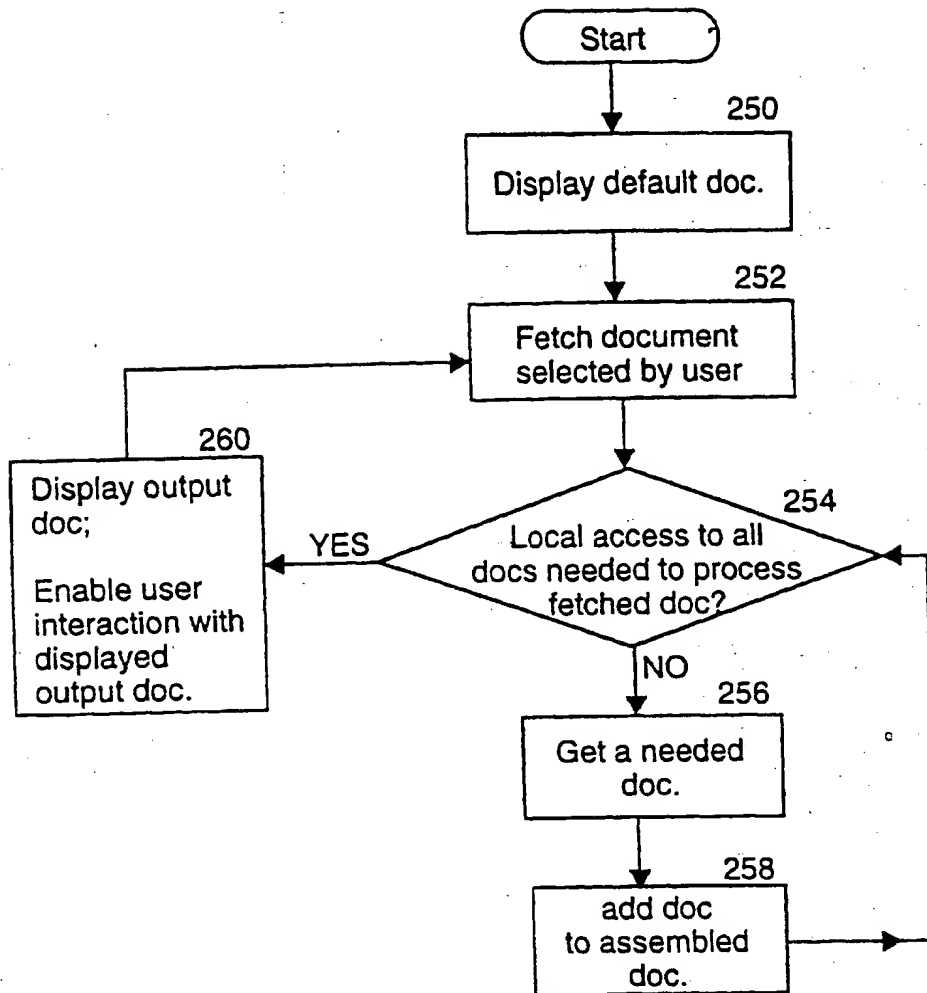 Start
250
Display default doc.
252
Fetch document
selected by user
260
Display output
doc;
Enable user
interaction with
displayed
output doc.
YES
254
Local access to all
docs needed to process
fetched doc?
NO
256
Get a needed
doc.
258
add doc
to assembled
doc.